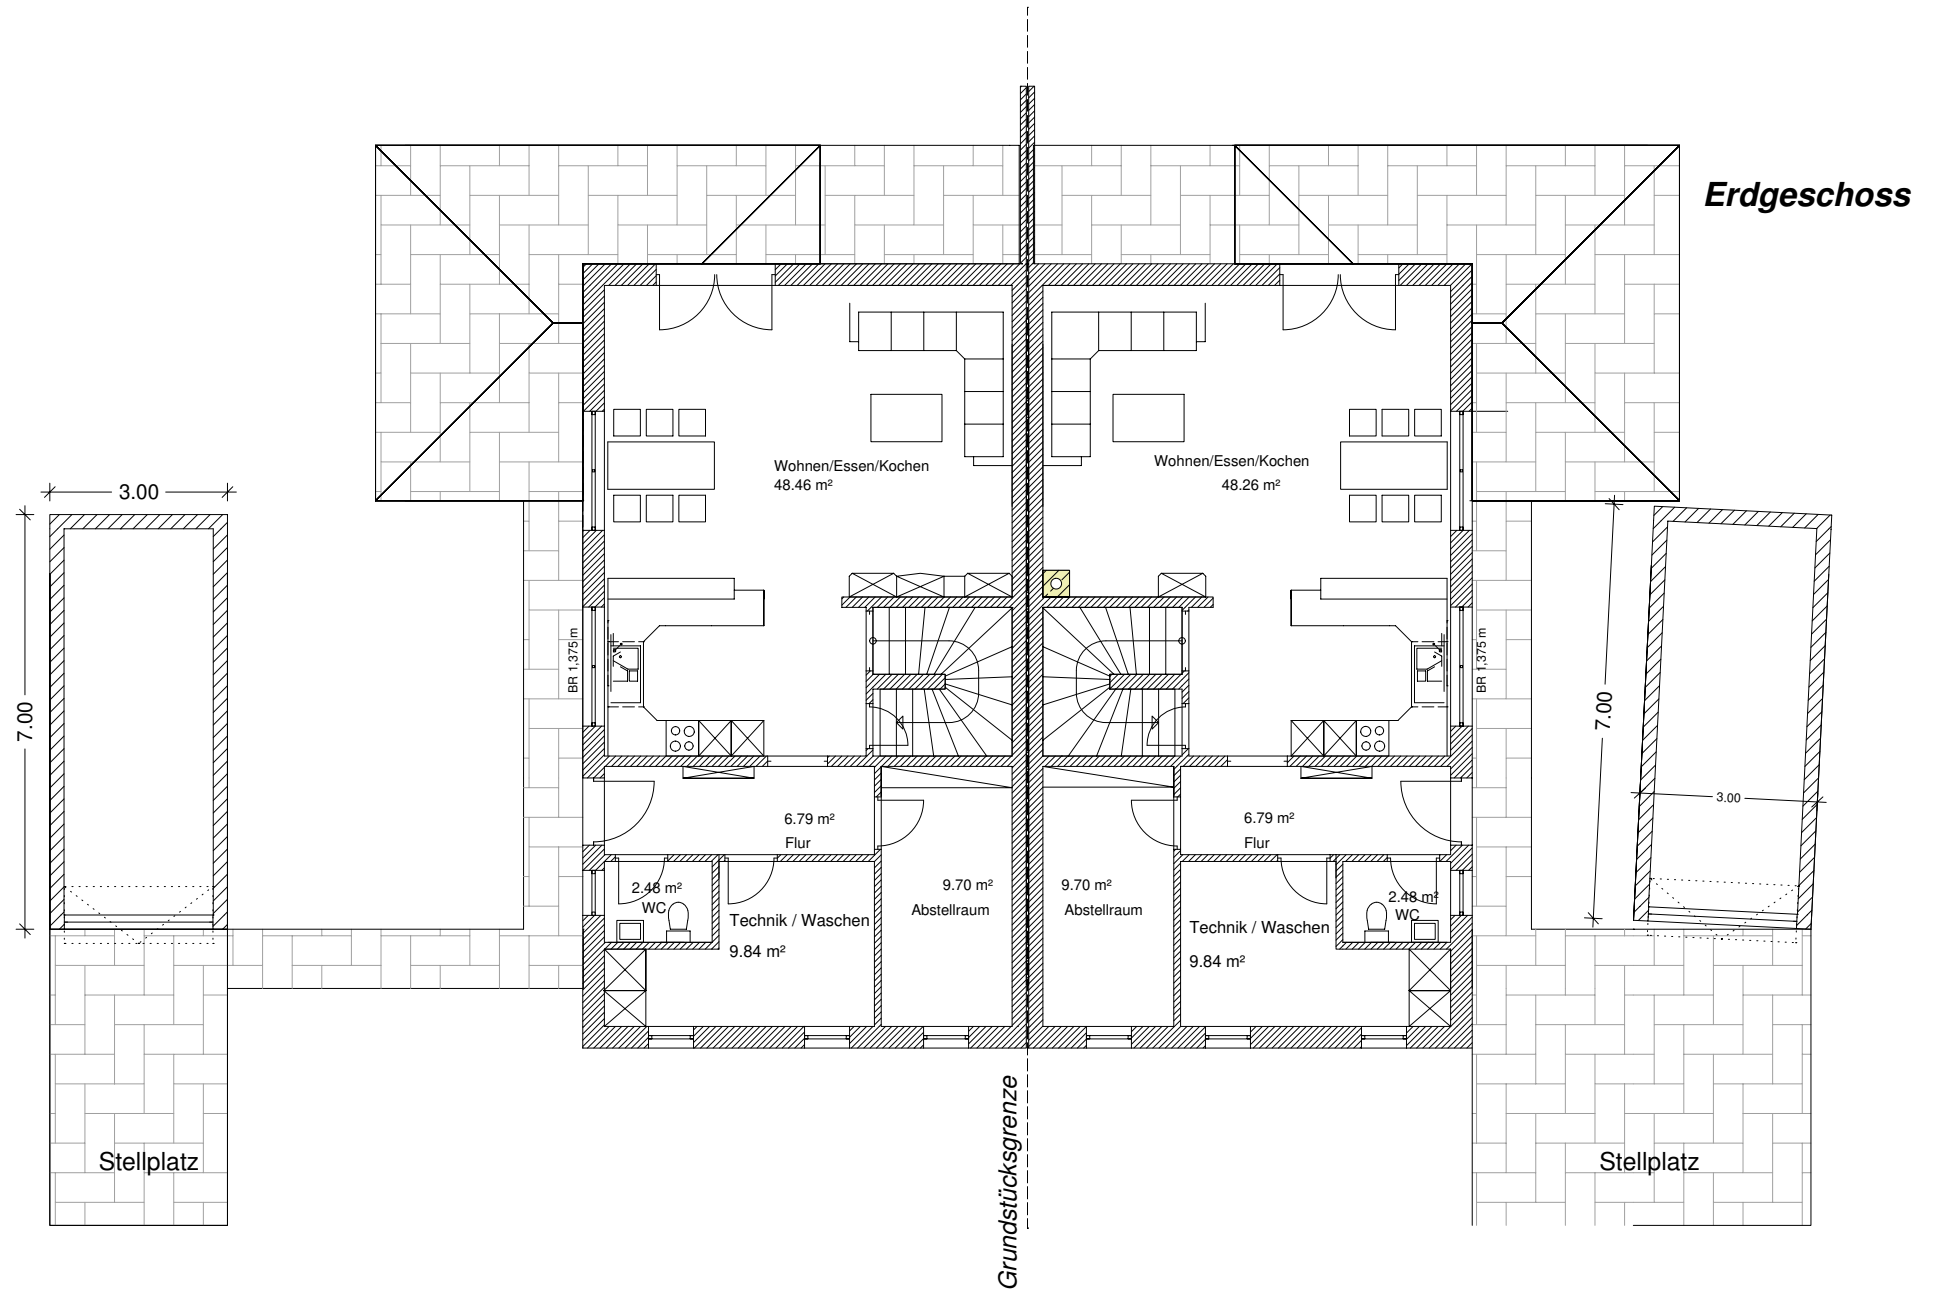 Erdgeschoss
Wohnen/Essen/Kochen
48.46 m²
Wohnen/Essen/Kochen
48.26 m²
3.00
7.00
BR 1,375 m
BR 1,375 m
7.00
3.00
6.79 m²
Flur
6.79 m²
Flur
2.48 m²
WC
Technik / Waschen
9.84 m²
9.70 m²
Abstellraum
9.70 m²
Abstellraum
Technik / Waschen
9.84 m²
2.48 m²
WC
Stellplatz
Grundstücksgrenze
Stellplatz